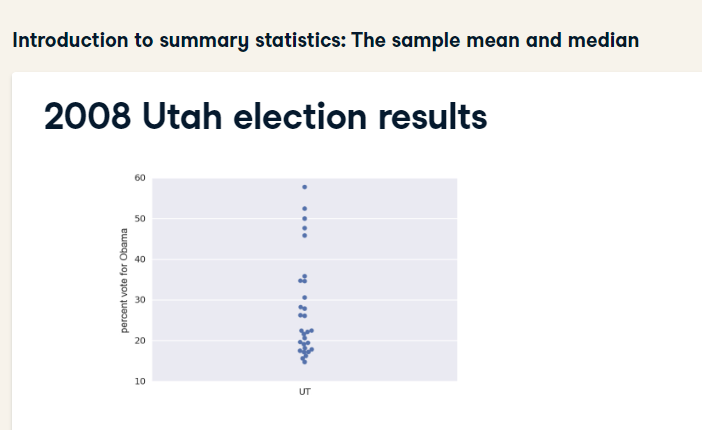 Introduction to summary statistics: The sample mean and median
2008 Utah election results
60
50
40
30
20
10
percent vote for Obama
UT